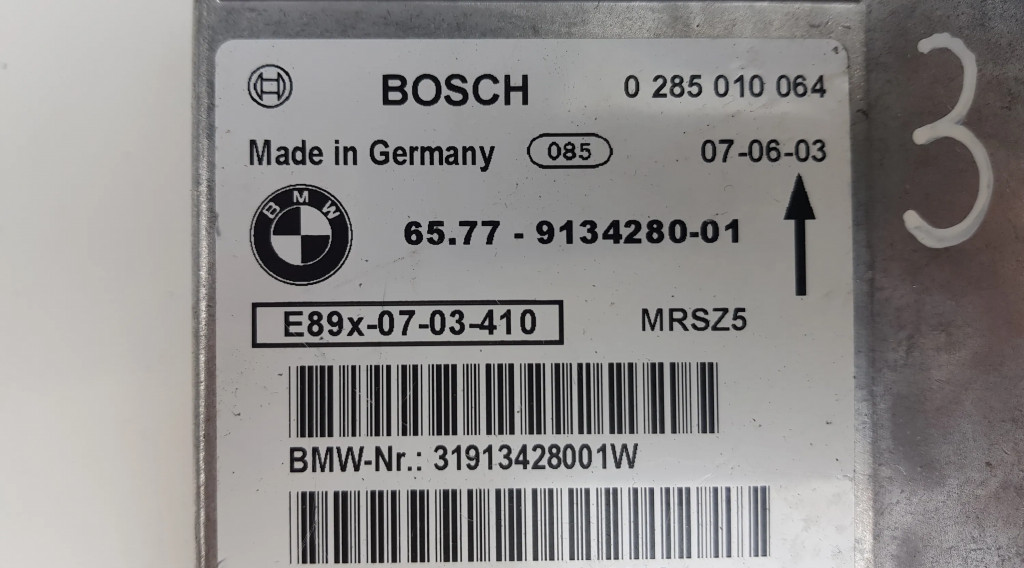 BOSCH 0 285 010 064
Made in Germany 085 07-06-03
BMW 65.77 - 9134280-01
E89x-07-03-410 MRSZ5
BMW-Nr.: 31913428001W
3